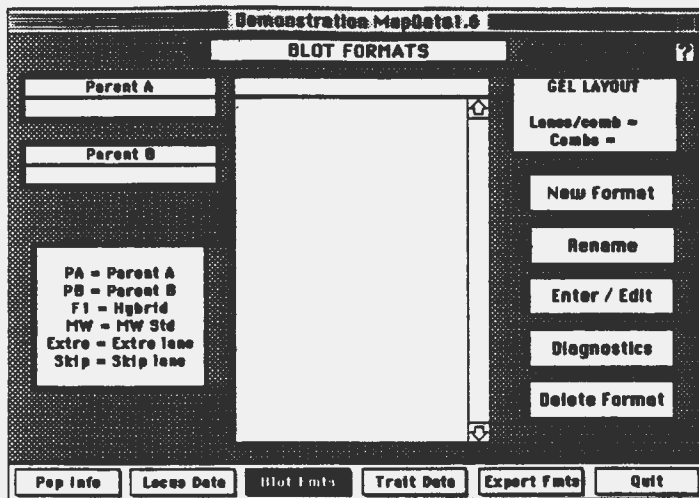 Demonstration MapData1.6
BLOT FORMATS
?
Parent A
Parent B
PA = Parent A
PB = Parent B
F1 = Hybrid
MW = MW Std
Extra = Extra lane
Skip = Skip lane
GEL LAYOUT
Lanes/comb =
Combs =
New Format
Rename
Enter / Edit
Diagnostics
Delete Format
Pop Info
Locus Data
Blot Fmts
Trait Data
Export Fmts
Quit